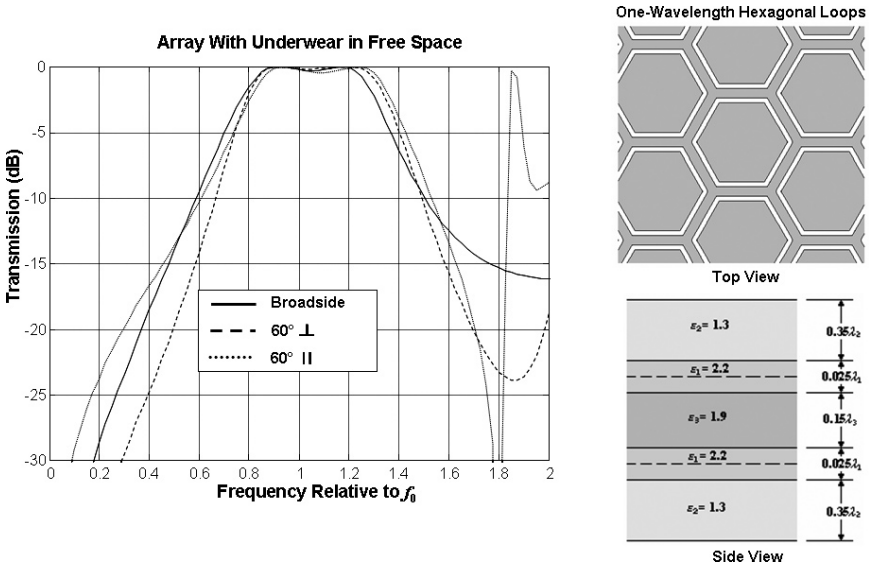 Array With Underwear in Free Space
Transmission (dB)
0
-5
-10
-15
-20
-25
-30
Broadside
60° ⊥
60° ||
0 0.2 0.4 0.6 0.8 1 1.2 1.4 1.6 1.8 2
Frequency Relative to f₀
One-Wavelength Hexagonal Loops
Top View
ε₂= 1.3
0.35λ₂
ε₁= 2.2
0.025λ₁
ε₃= 1.9
0.15λ₃
ε₁= 2.2
0.025λ₁
ε₂= 1.3
0.35λ₂
Side View